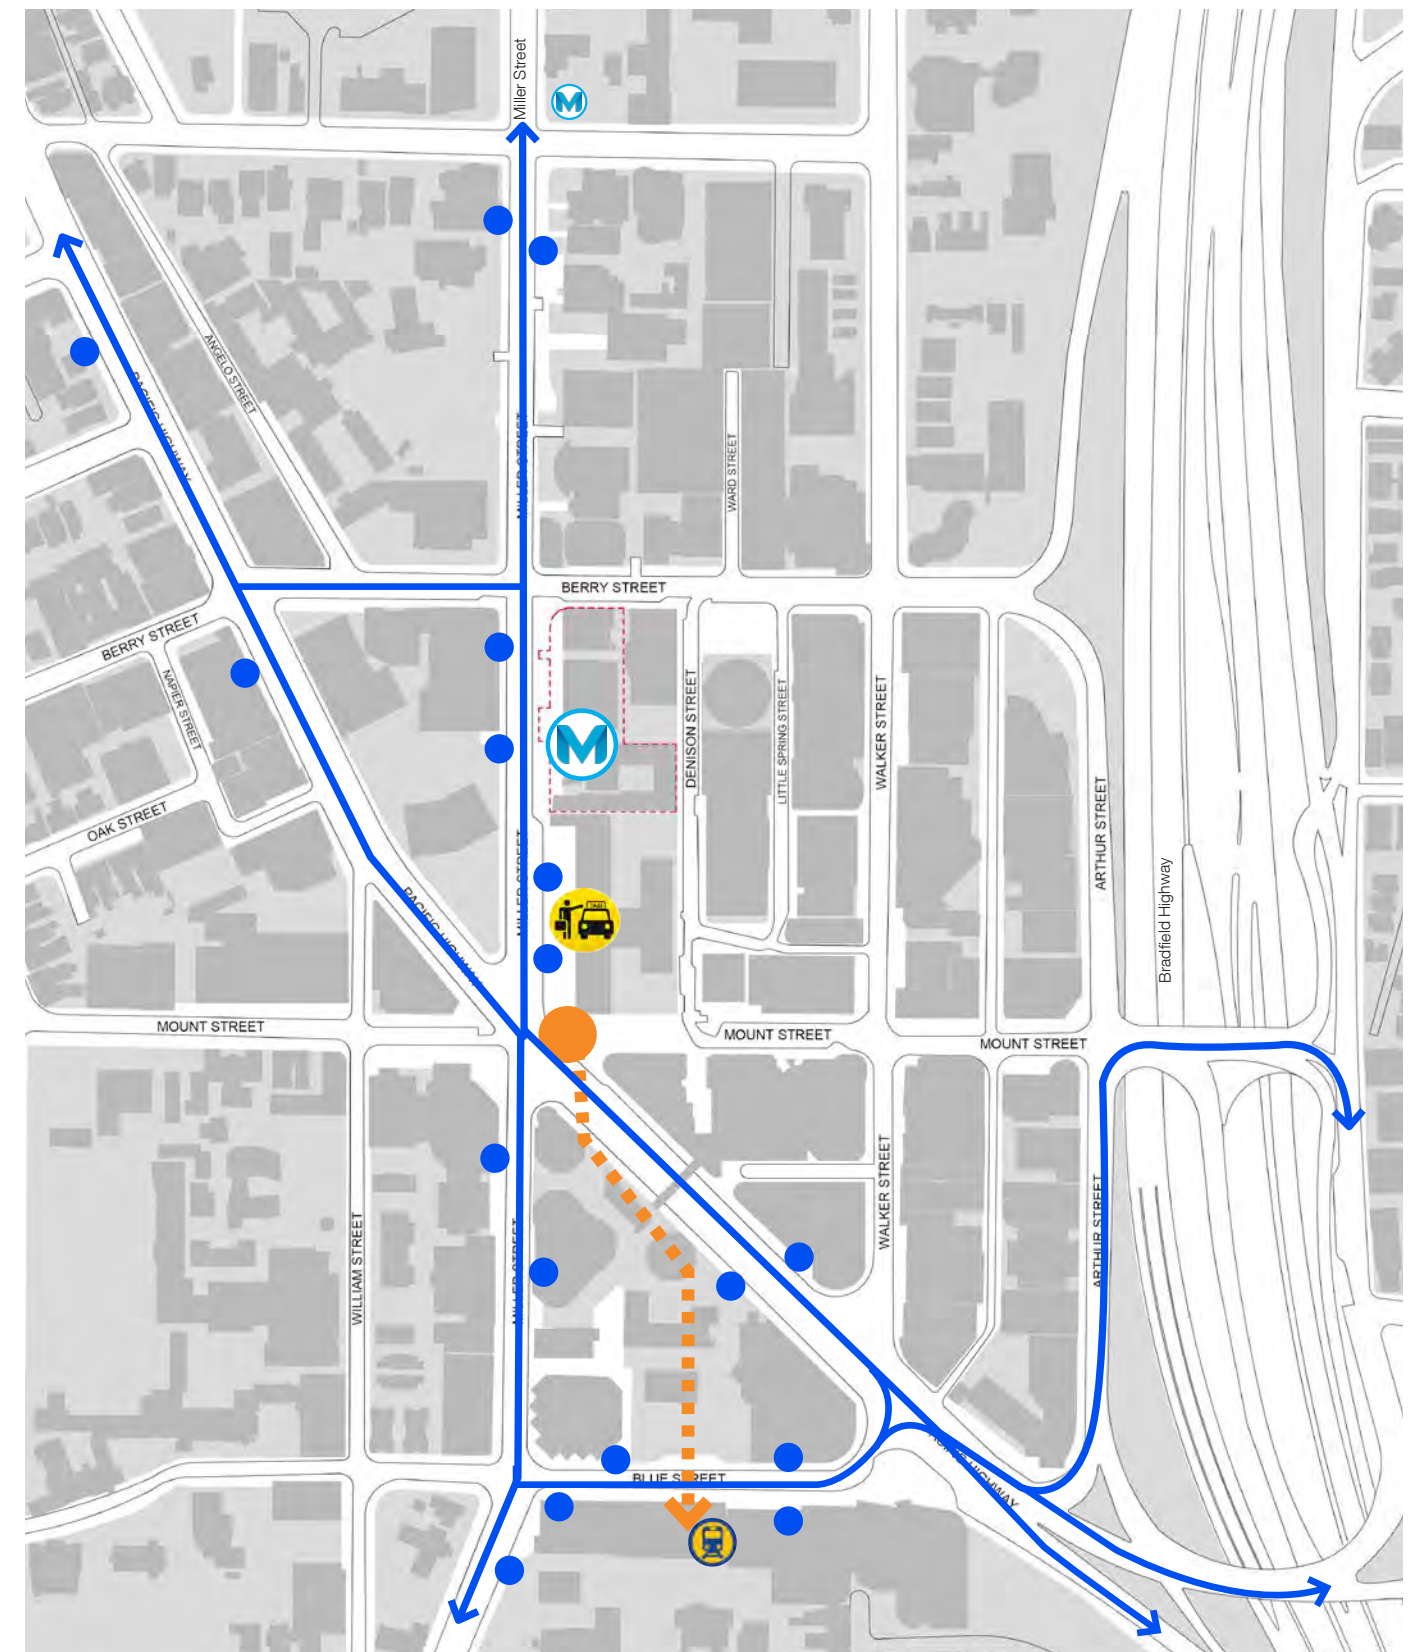 Miller Street
ANGELO STREET
PACIFIC HIGHWAY
MILLER STREET
WARD STREET
BERRY STREET
BERRY STREET
NAPIER STREET
DENISON STREET
LITTLE SPRING STREET
WALKER STREET
OAK STREET
ARTHUR STREET
MILLER STREET
PACIFIC HIGHWAY
TAXI
Bradfield Highway
MOUNT STREET
MOUNT STREET
MOUNT STREET
WALKER STREET
ARTHUR STREET
WILLIAM STREET
MILLER STREET
BLUE STREET
PACIFIC HIGHWAY